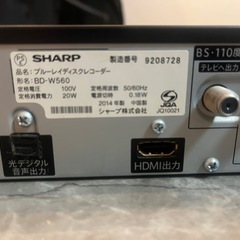 SHARP
製造番号 9208728
ブルーレイディスクレコーダー
形名: BD-W560
定格電圧 100V
定格周波数 50/60Hz
定格消費電力 20W
電源切時 0.18W
2014年製 中国製
シャープ株式会社
JQA
JQ10021
BS・110度
テレビへ出力
光デジタル
音声出力
HDMI出力